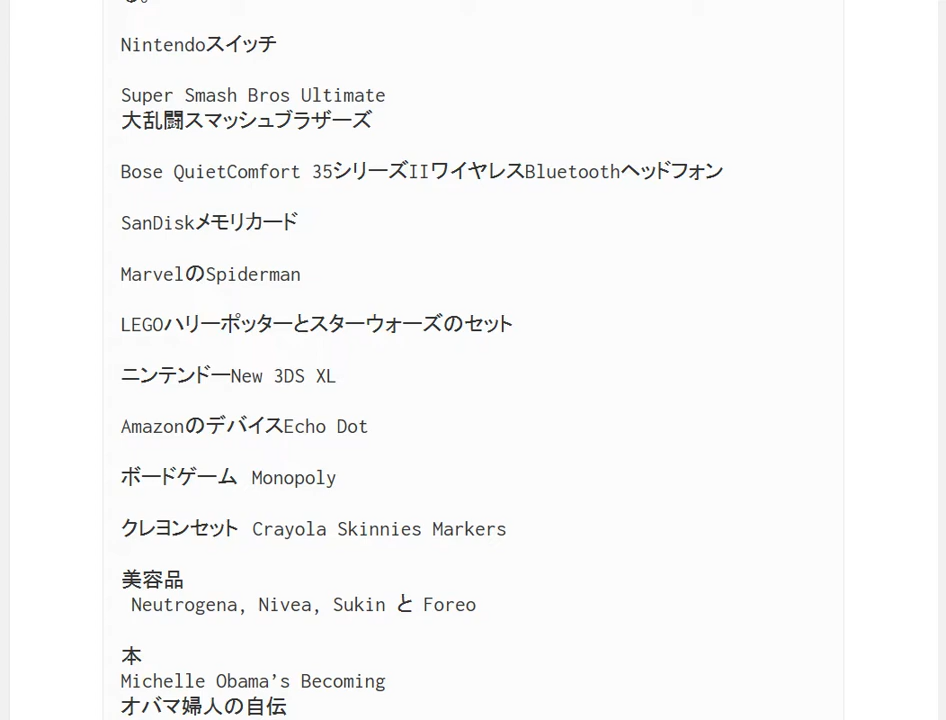 Nintendoスイッチ
Super Smash Bros Ultimate
大乱闘スマッシュブラザーズ
Bose QuietComfort 35シリーズIIワイヤレスBluetoothヘッドフォン
SanDiskメモリカード
MarvelのSpiderman
LEGOハリーポッターとスターウォーズのセット
ニンテンドーNew 3DS XL
AmazonのデバイスEcho Dot
ボードゲーム Monopoly
クレヨンセット Crayola Skinnies Markers
美容品
Neutrogena, Nivea, Sukin と Foreo
本
Michelle Obama’s Becoming
オバマ婦人の自伝